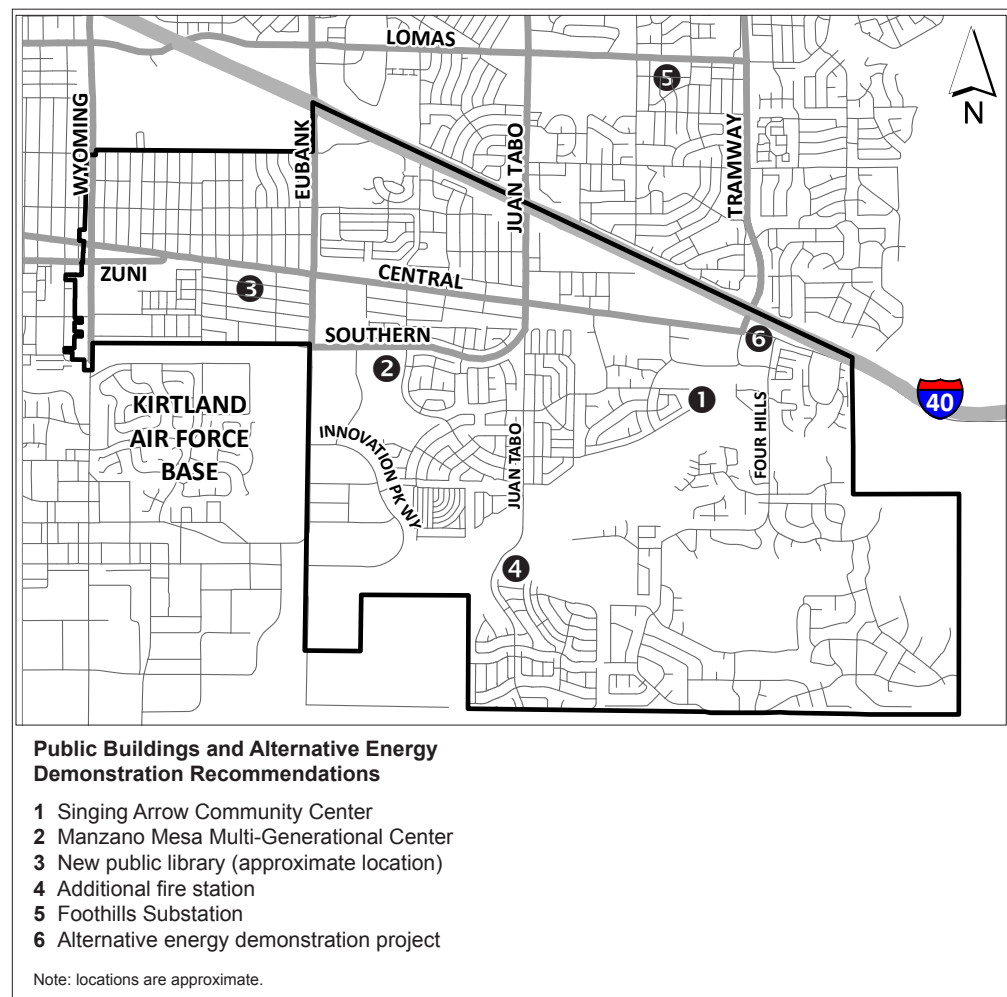 LOMAS
5
WYOMING
EUBANK
JUAN TABO
TRAMWAY
N
ZUNI
3
CENTRAL
SOUTHERN
6
2
1
40
KIRTLAND
AIR FORCE
BASE
INNOVATION PK WY
JUAN TABO
FOUR HILLS
4
Public Buildings and Alternative Energy
Demonstration Recommendations
1 Singing Arrow Community Center
2 Manzano Mesa Multi-Generational Center
3 New public library (approximate location)
4 Additional fire station
5 Foothills Substation
6 Alternative energy demonstration project
Note: locations are approximate.